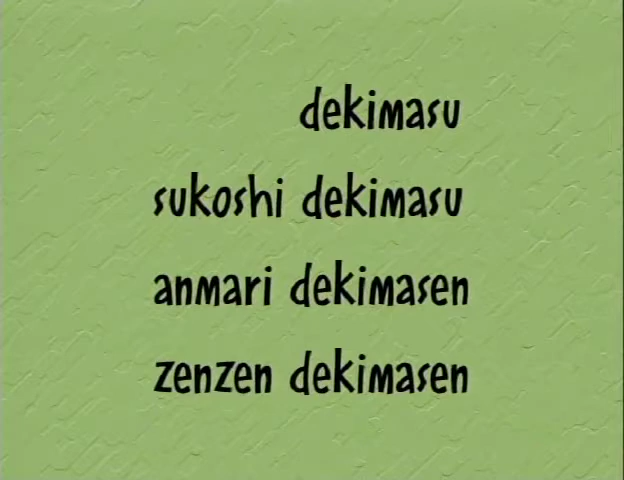 dekimasu
sukoshi dekimasu
anmari dekimasen
zenzen dekimasen